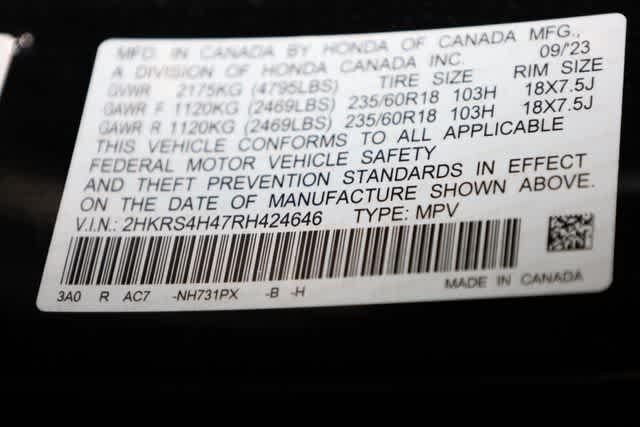 MFD. IN CANADA BY HONDA OF CANADA MFG.,
A DIVISION OF HONDA CANADA INC. 09/'23
GVWR 2175KG (4795LBS) TIRE SIZE RIM SIZE
GAWR F 1120KG (2469LBS) 235/60R18 103H 18X7.5J
GAWR R 1120KG (2469LBS) 235/60R18 103H 18X7.5J
THIS VEHICLE CONFORMS TO ALL APPLICABLE
FEDERAL MOTOR VEHICLE SAFETY
AND THEFT PREVENTION STANDARDS IN EFFECT
ON THE DATE OF MANUFACTURE SHOWN ABOVE.
V.I.N.: 2HKRS4H47RH424646 TYPE: MPV
MADE IN CANADA
3A0 R AC7 -NH731PX -B -H